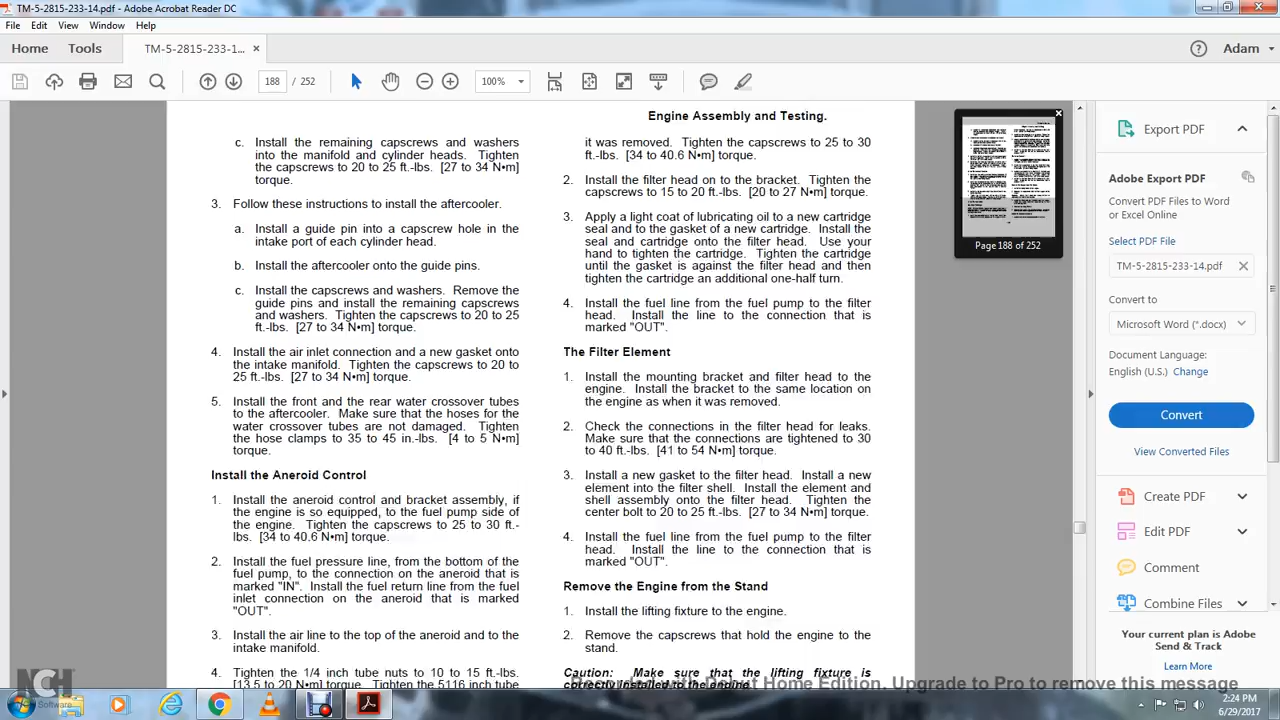 TM-5-2815-233-14.pdf - Adobe Acrobat Reader DC
File Edit View Window Help
Home Tools TM-5-2815-233-1... × Adam
188 / 252 100%
Engine Assembly and Testing.
c. Install the remaining capscrews and washers
into the manifold and cylinder heads. Tighten
the capscrews to 20 to 25 ft.-lbs. [27 to 34 N•m]
torque.
3. Follow these instructions to install the aftercooler.
a. Install a guide pin into a capscrew hole in the
intake port of each cylinder head.
b. Install the aftercooler onto the guide pins.
c. Install the capscrews and washers. Remove the
guide pins and install the remaining capscrews
and washers. Tighten the capscrews to 20 to 25
ft.-lbs. [27 to 34 N•m] torque.
4. Install the air inlet connection and a new gasket onto
the intake manifold. Tighten the capscrews to 20 to
25 ft.-lbs. [27 to 34 N•m] torque.
5. Install the front and the rear water crossover tubes
to the aftercooler. Make sure that the hoses for the
water crossover tubes are not damaged. Tighten
the hose clamps to 35 to 45 in.-lbs. [4 to 5 N•m]
torque.
Install the Aneroid Control
1. Install the aneroid control and bracket assembly, if
the engine is so equipped, to the fuel pump side of
the engine. Tighten the capscrews to 25 to 30 ft.-
lbs. [34 to 40.6 N•m] torque.
2. Install the fuel pressure line, from the bottom of the
fuel pump, to the connection on the aneroid that is
marked "IN". Install the fuel return line from the fuel
inlet connection on the aneroid that is marked
"OUT".
3. Install the air line to the top of the aneroid and to the
intake manifold.
4. Tighten the 1/4 inch tube nuts to 10 to 15 ft.-lbs.
[13.5 to 20 N•m] torque. Tighten the 5116 inch tube
it was removed. Tighten the capscrews to 25 to 30
ft.-lbs. [34 to 40.6 N•m] torque.
2. Install the filter head on to the bracket. Tighten the
capscrews to 15 to 20 ft.-lbs. [20 to 27 N•m] torque.
3. Apply a light coat of lubricating oil to a new cartridge
seal and to the gasket of a new cartridge. Install the
seal and cartridge onto the filter head. Use your
hand to tighten the cartridge. Tighten the cartridge
until the gasket is against the filter head and then
tighten the cartridge an additional one-half turn.
4. Install the fuel line from the fuel pump to the filter
head. Install the line to the connection that is
marked "OUT".
The Filter Element
1. Install the mounting bracket and filter head to the
engine. Install the bracket to the same location on
the engine as when it was removed.
2. Check the connections in the filter head for leaks.
Make sure that the connections are tightened to 30
to 40 ft.-lbs. [41 to 54 N•m] torque.
3. Install a new gasket to the filter head. Install a new
element into the filter shell. Install the element and
shell assembly onto the filter head. Tighten the
center bolt to 20 to 25 ft.-lbs. [27 to 34 N•m] torque.
4. Install the fuel line from the fuel pump to the filter
head. Install the line to the connection that is
marked "OUT".
Remove the Engine from the Stand
1. Install the lifting fixture to the engine.
2. Remove the capscrews that hold the engine to the
stand.
Caution: Make sure that the lifting fixture is
correctly installed to the engine
Page 188 of 252
Export PDF
Adobe Export PDF
Convert PDF Files to Word
or Excel Online
Select PDF File
TM-5-2815-233-14.pdf
Convert to
Microsoft Word (*.docx)
Document Language:
English (U.S.) Change
Convert
View Converted Files
Create PDF
Edit PDF
Comment
Combine Files
Your current plan is Adobe
Send & Track
Learn More
Home Edition. Upgrade to Pro to remove this message
NCH
Software
2:24 PM
6/29/2017